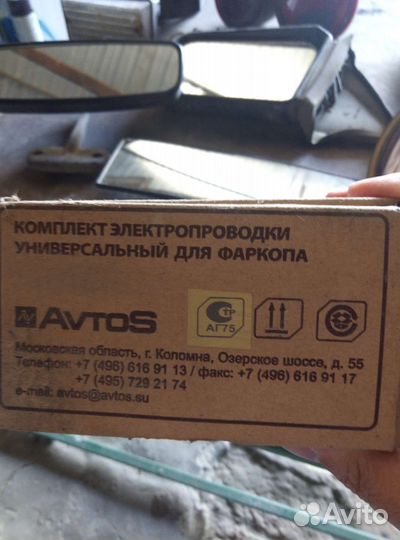 КОМПЛЕКТ ЭЛЕКТРОПРОВОДКИ
УНИВЕРСАЛЬНЫЙ ДЛЯ ФАРКОПА
AVTOS
АГ75
Московская область, г. Коломна, Озерское шоссе, д. 55
Телефон: +7 (496) 616 91 13 / факс: +7 (496) 616 91 17
+7 (495) 729 21 74
e-mail: avtos@avtos.su
Avito